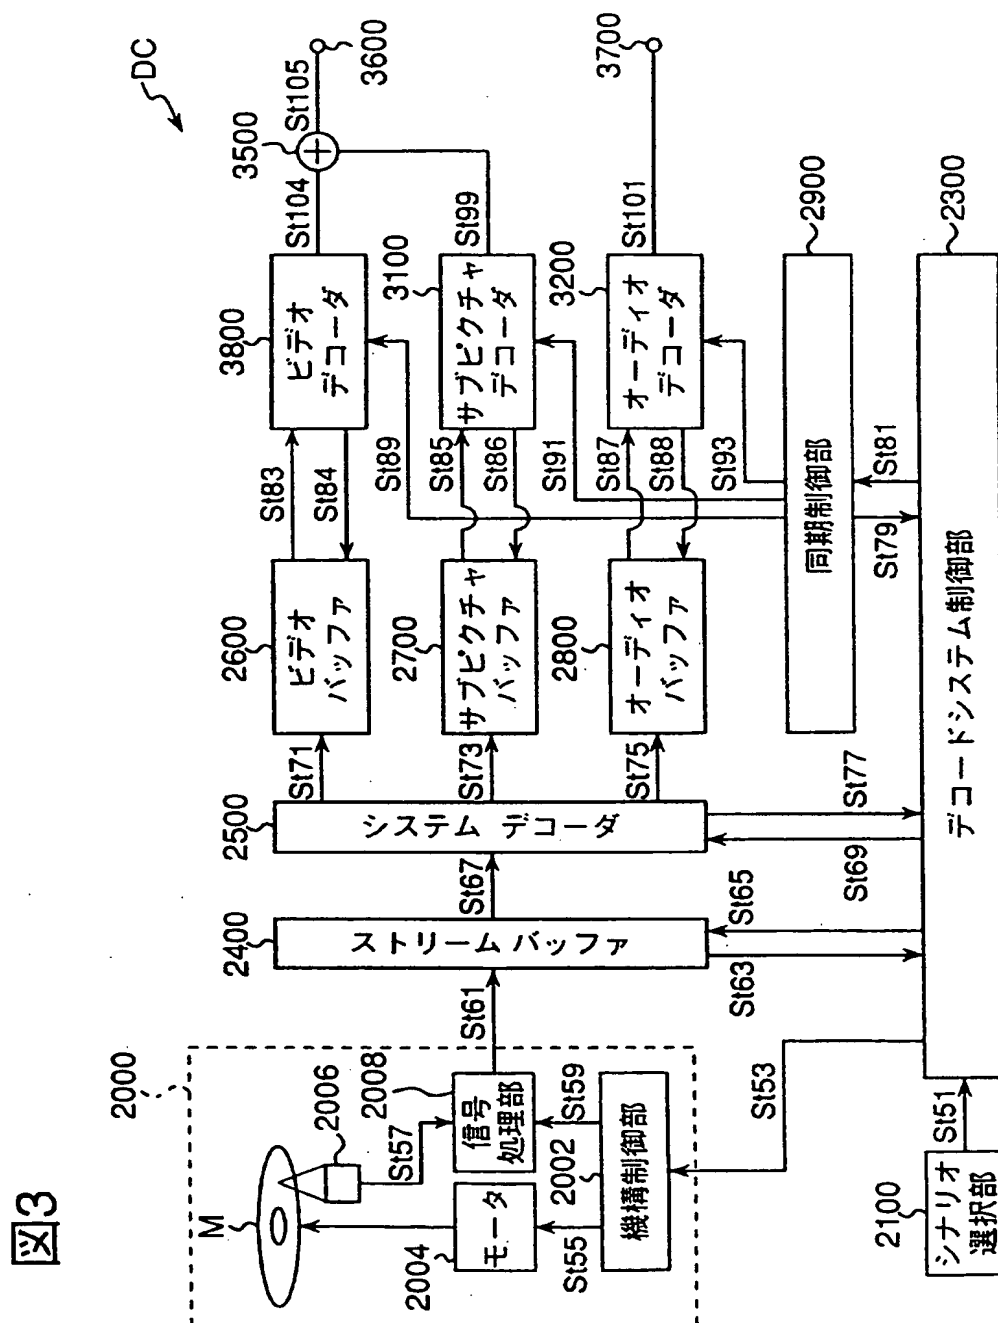 図3
DC
2000
M
2006
2008
St57
信号
処理部
St59
2004
モータ
St55
2002
機構制御部
St53
2100
シナリオ
選択部
St51
St61
2400
ストリーム バッファ
St63
St65
St67
2500
システム デコーダ
St69
St77
St71
St73
St75
2600
ビデオ
バッファ
2700
サブピクチャ
バッファ
2800
オーディオ
バッファ
St83
St84
St89
St85
St86
St91
St87
St88
St93
3800
ビデオ
デコーダ
3100
サブピクチャ
デコーダ
3200
オーディオ
デコーダ
St104
3500
St105
3600
St99
St101
3700
同期制御部
2900
St79
St81
デコードシステム制御部
2300